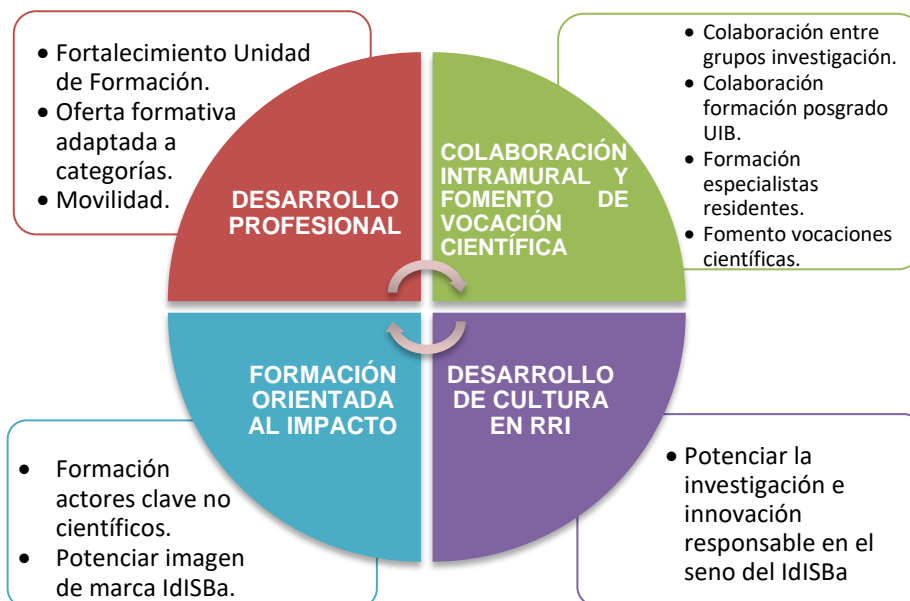 • Fortalecimiento Unidad
de Formación.
• Oferta formativa
adaptada a
categorías.
• Movilidad.
DESARROLLO
PROFESIONAL
• Colaboración entre
grupos investigación.
• Colaboración
formación posgrado
UIB.
• Formación
especialistas
residentes.
• Fomento vocaciones
científicas.
COLABORACIÓN
INTRAMURAL Y
FOMENTO DE
VOCACIÓN
CIENTÍFICA
FORMACIÓN
ORIENTADA
AL IMPACTO
• Formación
actores clave no
científicos.
• Potenciar imagen
de marca IdISBa.
DESARROLLO
DE CULTURA
EN RRI
• Potenciar la
investigación e
innovación
responsable en el
seno del IdISBa